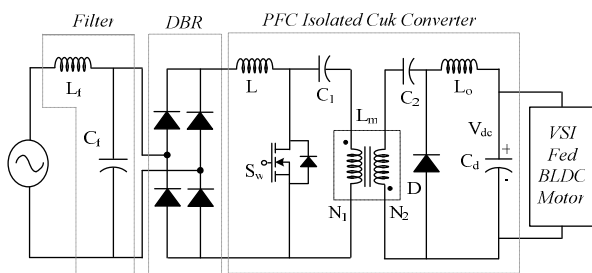 Filter
DBR
PFC Isolated Cuk Converter
Lf
Cf
L
C1
Sw
Lm
N1
N2
C2
D
Lo
Vdc
+
Cd
-
VSI
Fed
BLDC
Motor